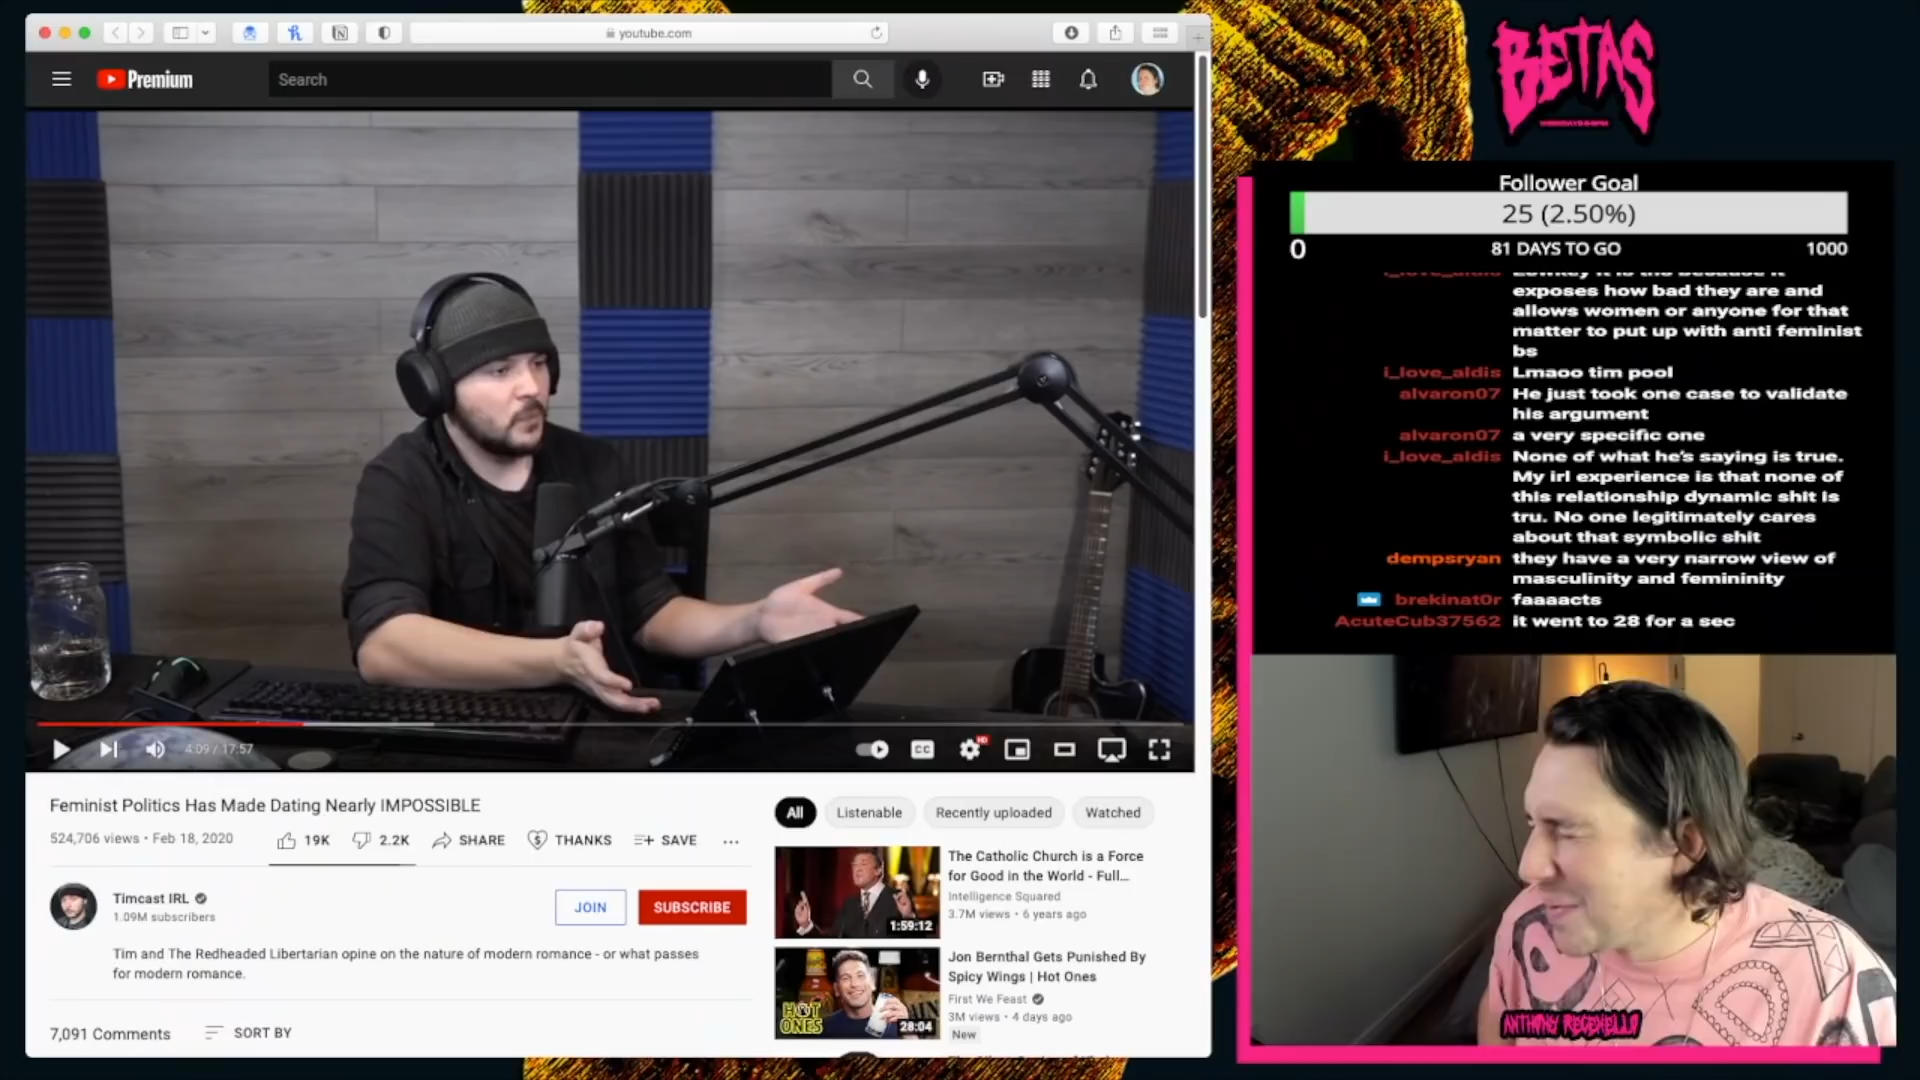 youtube.com
Premium
Search
4:09 / 17:57
CC
HD
Feminist Politics Has Made Dating Nearly IMPOSSIBLE
524,706 views • Feb 18, 2020
19K
2.2K
SHARE
THANKS
SAVE
...
Timcast IRL
1.09M subscribers
JOIN
SUBSCRIBE
Tim and The Redheaded Libertarian opine on the nature of modern romance - or what passes
for modern romance.
7,091 Comments
SORT BY
All
Listenable
Recently uploaded
Watched
The Catholic Church is a Force
for Good in the World - Full...
Intelligence Squared
3.7M views • 6 years ago
1:59:12
Jon Bernthal Gets Punished By
Spicy Wings | Hot Ones
First We Feast
3M views • 4 days ago
New
HOT
ONES
28:04
BETAS
Follower Goal
25 (2.50%)
0
81 DAYS TO GO
1000
i_love_aldis Lowkey it is tho because it
exposes how bad they are and
allows women or anyone for that
matter to put up with anti feminist
bs
i_love_aldis Lmaoo tim pool
alvaron07 He just took one case to validate
his argument
alvaron07 a very specific one
i_love_aldis None of what he's saying is true.
My irl experience is that none of
this relationship dynamic shit is
tru. No one legitimately cares
about that symbolic shit
dempsryan they have a very narrow view of
masculinity and femininity
brekinat0r faaaacts
AcuteCub37562 it went to 28 for a sec
ANTHONY